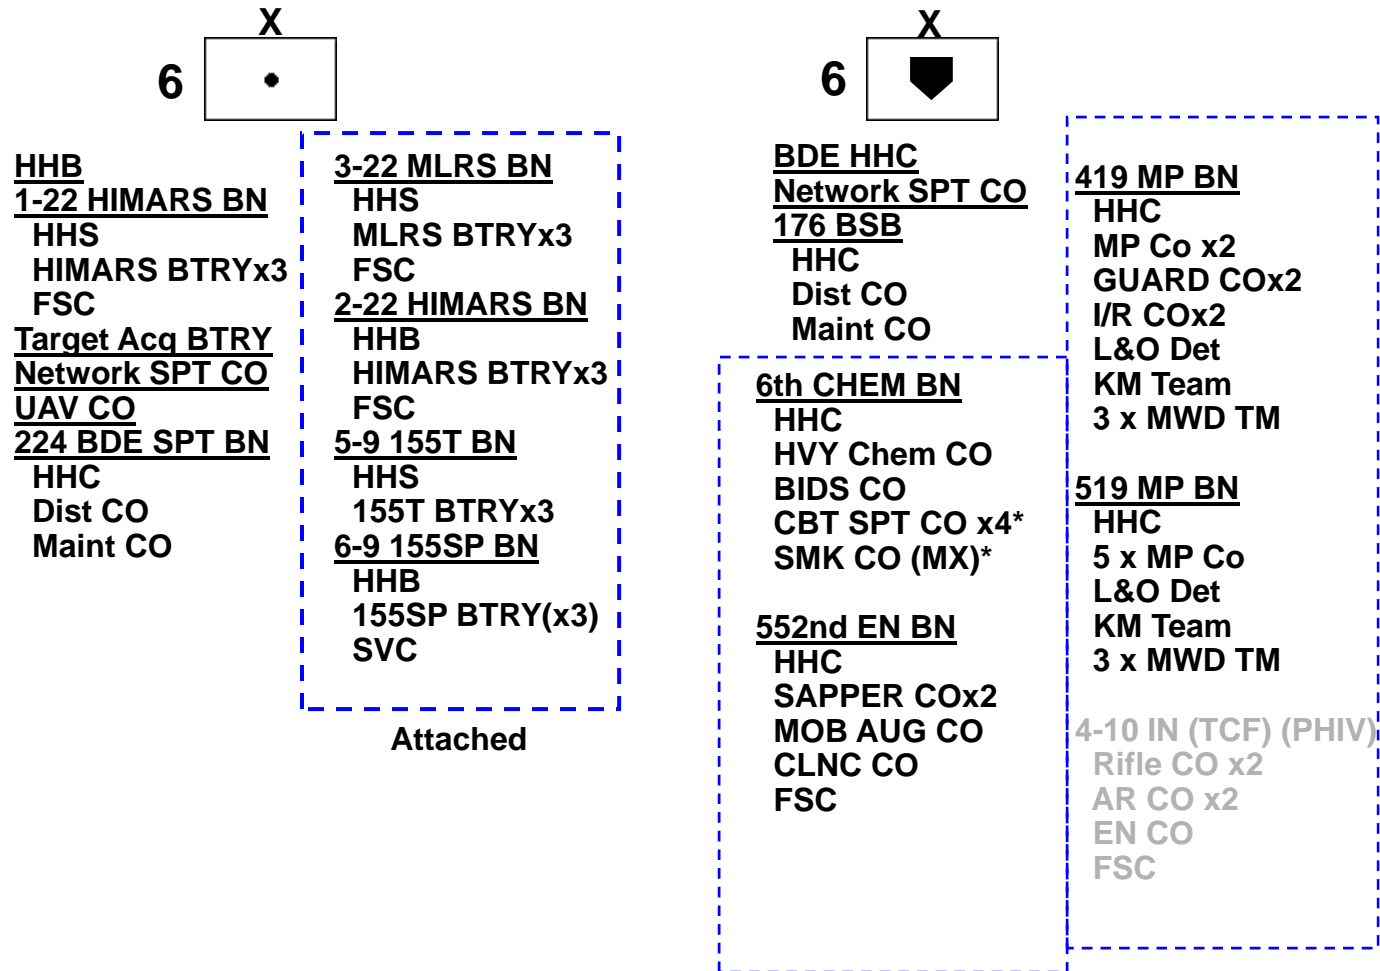 X
6
HHB
1-22 HIMARS BN
HHS
HIMARS BTRYx3
FSC
Target Acq BTRY
Network SPT CO
UAV CO
224 BDE SPT BN
HHC
Dist CO
Maint CO
3-22 MLRS BN
HHS
MLRS BTRYx3
FSC
2-22 HIMARS BN
HHB
HIMARS BTRYx3
FSC
5-9 155T BN
HHS
155T BTRYx3
6-9 155SP BN
HHB
155SP BTRY(x3)
SVC
Attached
X
6
BDE HHC
Network SPT CO
176 BSB
HHC
Dist CO
Maint CO
6th CHEM BN
HHC
HVY Chem CO
BIDS CO
CBT SPT CO x4*
SMK CO (MX)*
552nd EN BN
HHC
SAPPER COx2
MOB AUG CO
CLNC CO
FSC
419 MP BN
HHC
MP Co x2
GUARD COx2
I/R COx2
L&O Det
KM Team
3 x MWD TM
519 MP BN
HHC
5 x MP Co
L&O Det
KM Team
3 x MWD TM
4-10 IN (TCF) (PHIV)
Rifle CO x2
AR CO x2
EN CO
FSC